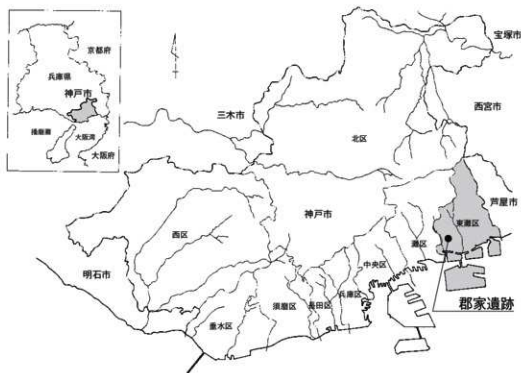 京都府
兵庫県
神戸市
播磨灘
大阪湾
大阪府
宝塚市
三木市
西宮市
北区
芦屋市
神戸市
東灘区
西区
灘区
中央区
明石市
兵庫区
須磨区
長田区
垂水区
郡家遺跡